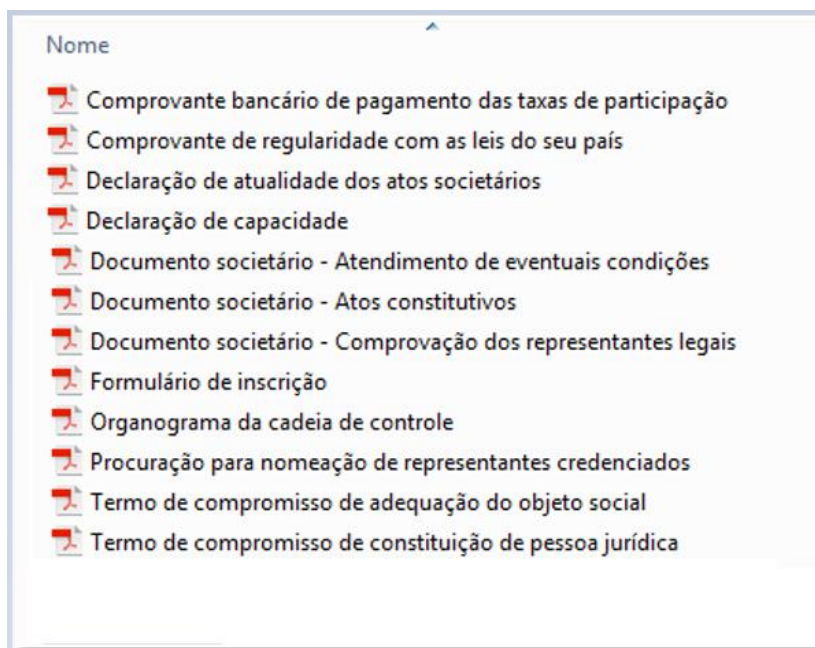 Nome
Comprovante bancário de pagamento das taxas de participação
Comprovante de regularidade com as leis do seu país
Declaração de atualidade dos atos societários
Declaração de capacidade
Documento societário - Atendimento de eventuais condições
Documento societário - Atos constitutivos
Documento societário - Comprovação dos representantes legais
Formulário de inscrição
Organograma da cadeia de controle
Procuração para nomeação de representantes credenciados
Termo de compromisso de adequação do objeto social
Termo de compromisso de constituição de pessoa jurídica